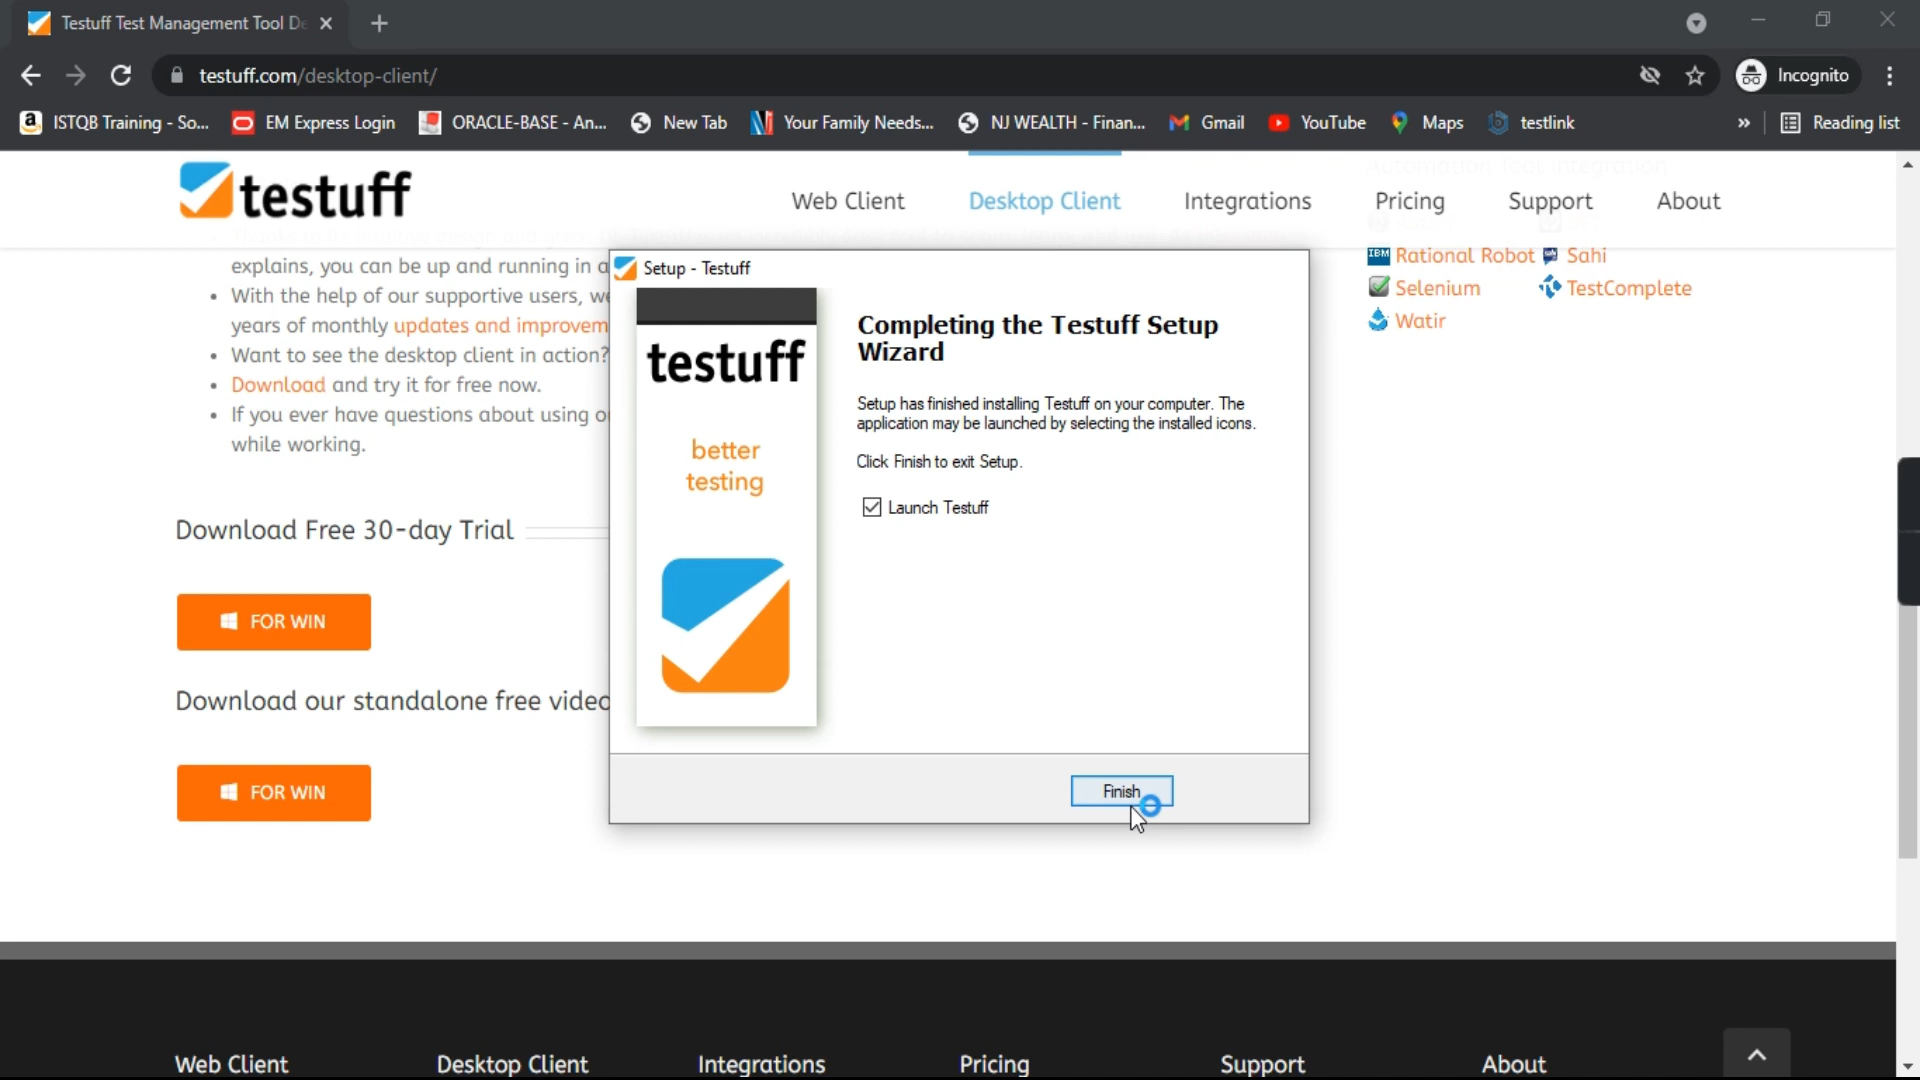 Testuff Test Management Tool De
testuff.com/desktop-client/
Incognito
ISTQB Training - So...
EM Express Login
ORACLE-BASE - An...
New Tab
Your Family Needs...
NJ WEALTH - Finan...
Gmail
YouTube
Maps
testlink
»
Reading list
testuff
Web Client
Desktop Client
Integrations
Pricing
Support
About
Automation Tool Integration
explains, you can be up and running in a
• With the help of our supportive users, we
years of monthly updates and improvem
• Want to see the desktop client in action?
• Download and try it for free now.
• If you ever have questions about using o
while working.
IBM Rational Robot
Sahi
Selenium
TestComplete
Watir
Download Free 30-day Trial
FOR WIN
Download our standalone free video
FOR WIN
Setup - Testuff
testuff
better
testing
Completing the Testuff Setup
Wizard
Setup has finished installing Testuff on your computer. The
application may be launched by selecting the installed icons.
Click Finish to exit Setup.
Launch Testuff
Finish
Web Client
Desktop Client
Integrations
Pricing
Support
About